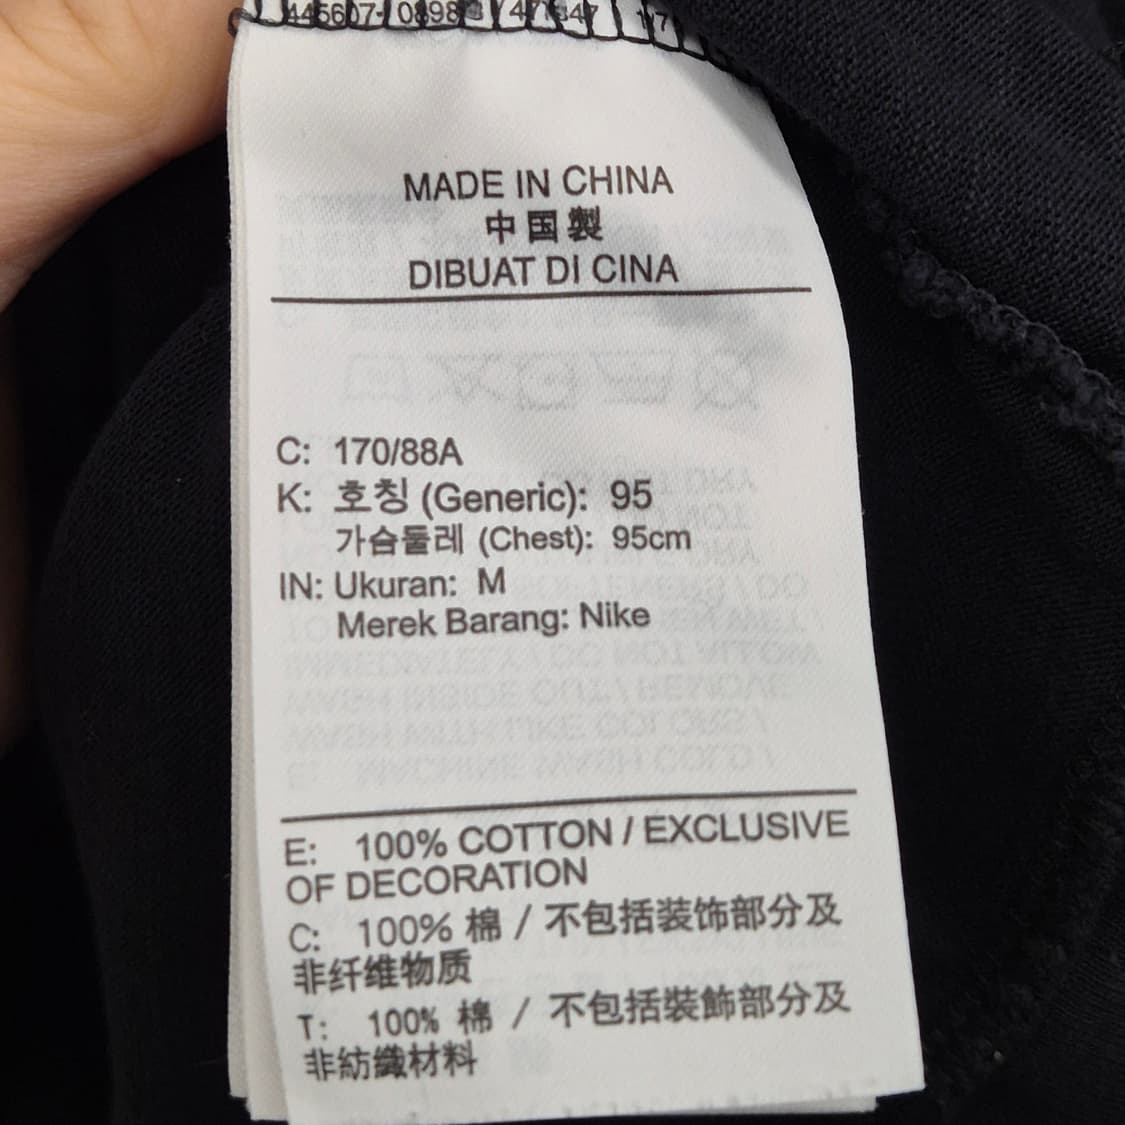 MADE IN CHINA
中国製
DIBUAT DI CINA
C: 170/88A
K: 호칭 (Generic): 95
가슴둘레 (Chest): 95cm
IN: Ukuran: M
Merek Barang: Nike
E: 100% COTTON / EXCLUSIVE
OF DECORATION
C: 100% 棉 / 不包括装饰部分及
非纤维物质
T: 100% 棉 / 不包括裝飾部分及
非紡織材料